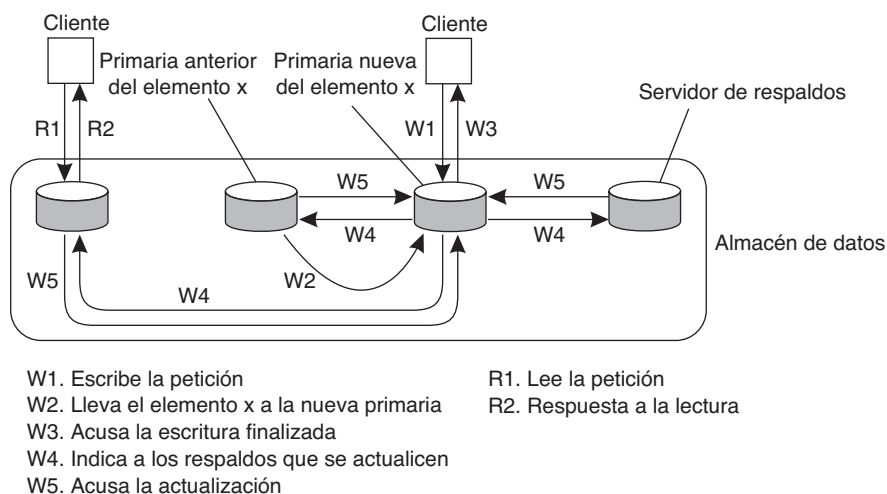 Cliente
Cliente
Primaria anterior
del elemento x
Primaria nueva
del elemento x
Servidor de respaldos
R1
R2
W1
W3
W5
W5
W4
W4
Almacén de datos
W5
W4
W2
W1. Escribe la petición
W2. Lleva el elemento x a la nueva primaria
W3. Acusa la escritura finalizada
W4. Indica a los respaldos que se actualicen
W5. Acusa la actualización
R1. Lee la petición
R2. Respuesta a la lectura